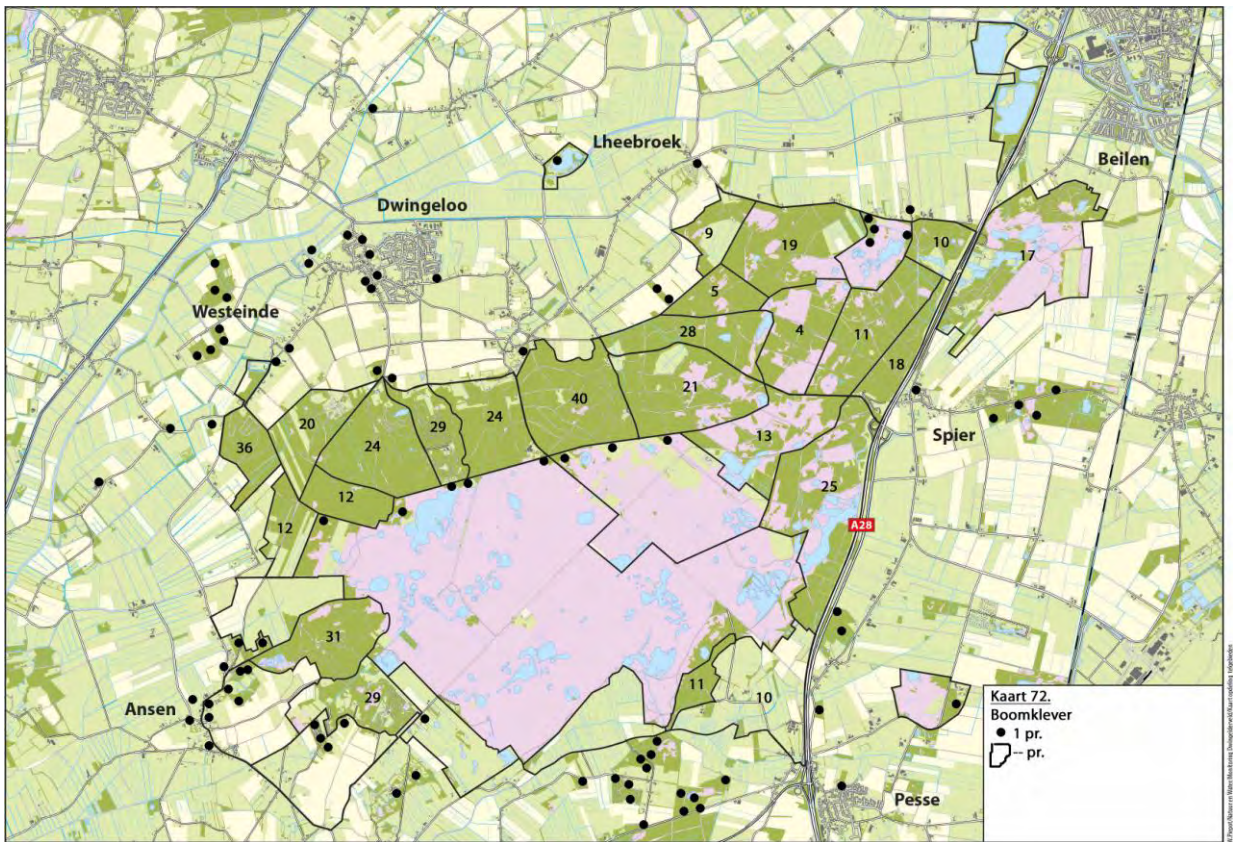 Lheebroek
Beilen
Dwingeloo
9
19
10
17
Westeinde
5
28
4
11
18
21
40
24
29
20
24
36
13
Spier
12
25
A28
12
31
11
10
29
Ansen
Pesse
Kaart 72.
Boomklever
1 pr.
-- pr.